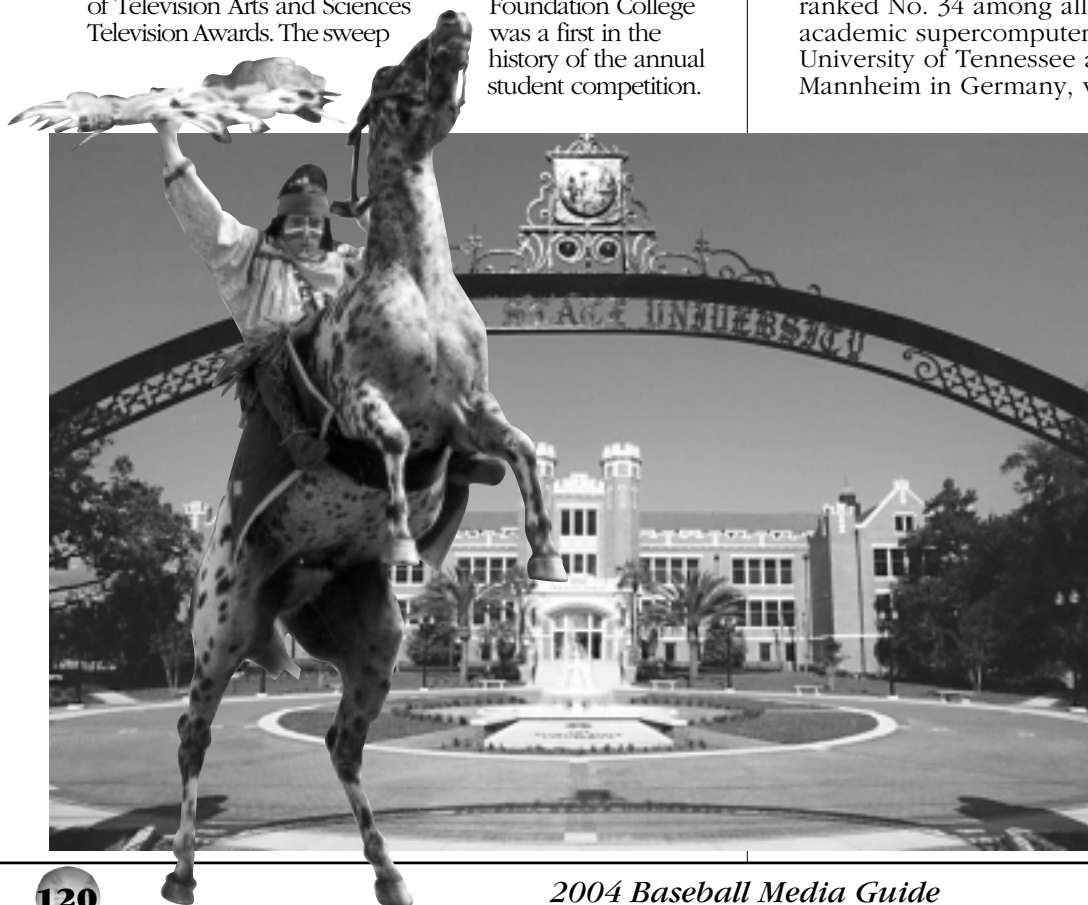 of Television Arts and Sciences
Television Awards. The sweep
Foundation College
was a first in the
history of the annual
student competition.
ranked No. 34 among all
academic supercomputer
University of Tennessee a
Mannheim in Germany, v
STATE UNIVERSITY
120
2004 Baseball Media Guide